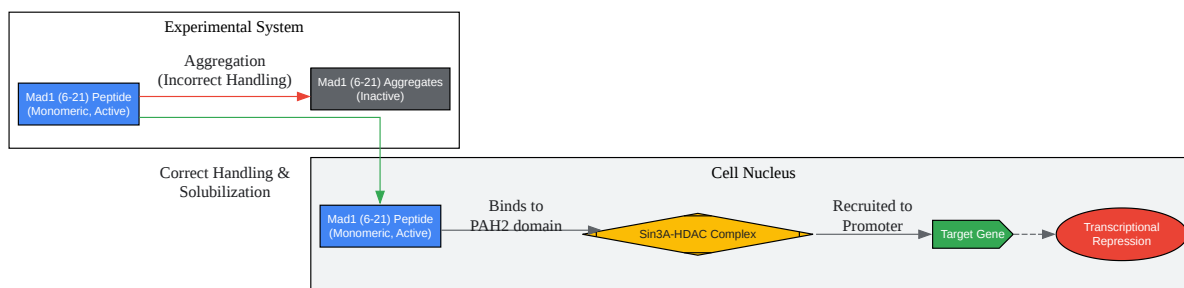 Experimental System
Aggregation
(Incorrect Handling)
Mad1 (6-21) Peptide
(Monomeric, Active)
Mad1 (6-21) Aggregates
(Inactive)
Correct Handling &
Solubilization
Cell Nucleus
Mad1 (6-21) Peptide
(Monomeric, Active)
Binds to
PAH2 domain
Sin3A-HDAC Complex
Recruited to
Promoter
Target Gene
Transcriptional
Repression